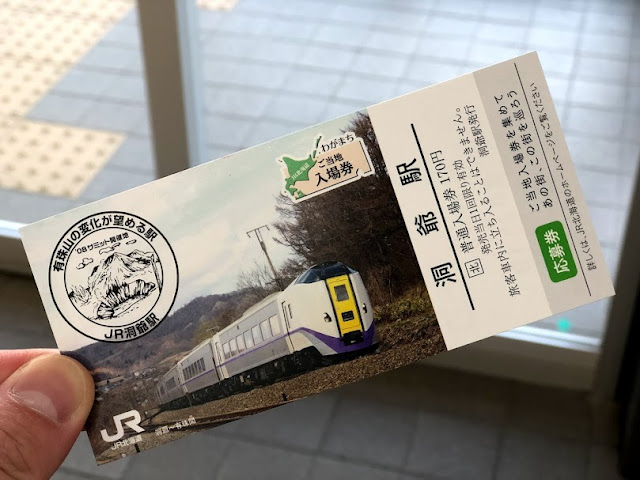 有珠山の変化が望める駅
08サミット開催地
JR洞爺駅
わがまち
ご当地
入場券
JR
JR北海道
洞爺駅
普通入場券 170円
発売当日1回限り有効
旅客車内に立ち入ることはできません。
洞爺駅発行
ご当地入場券を集めて
あの街、この街を巡ろう
応募券
詳しくは、JR北海道のホームページをご覧ください